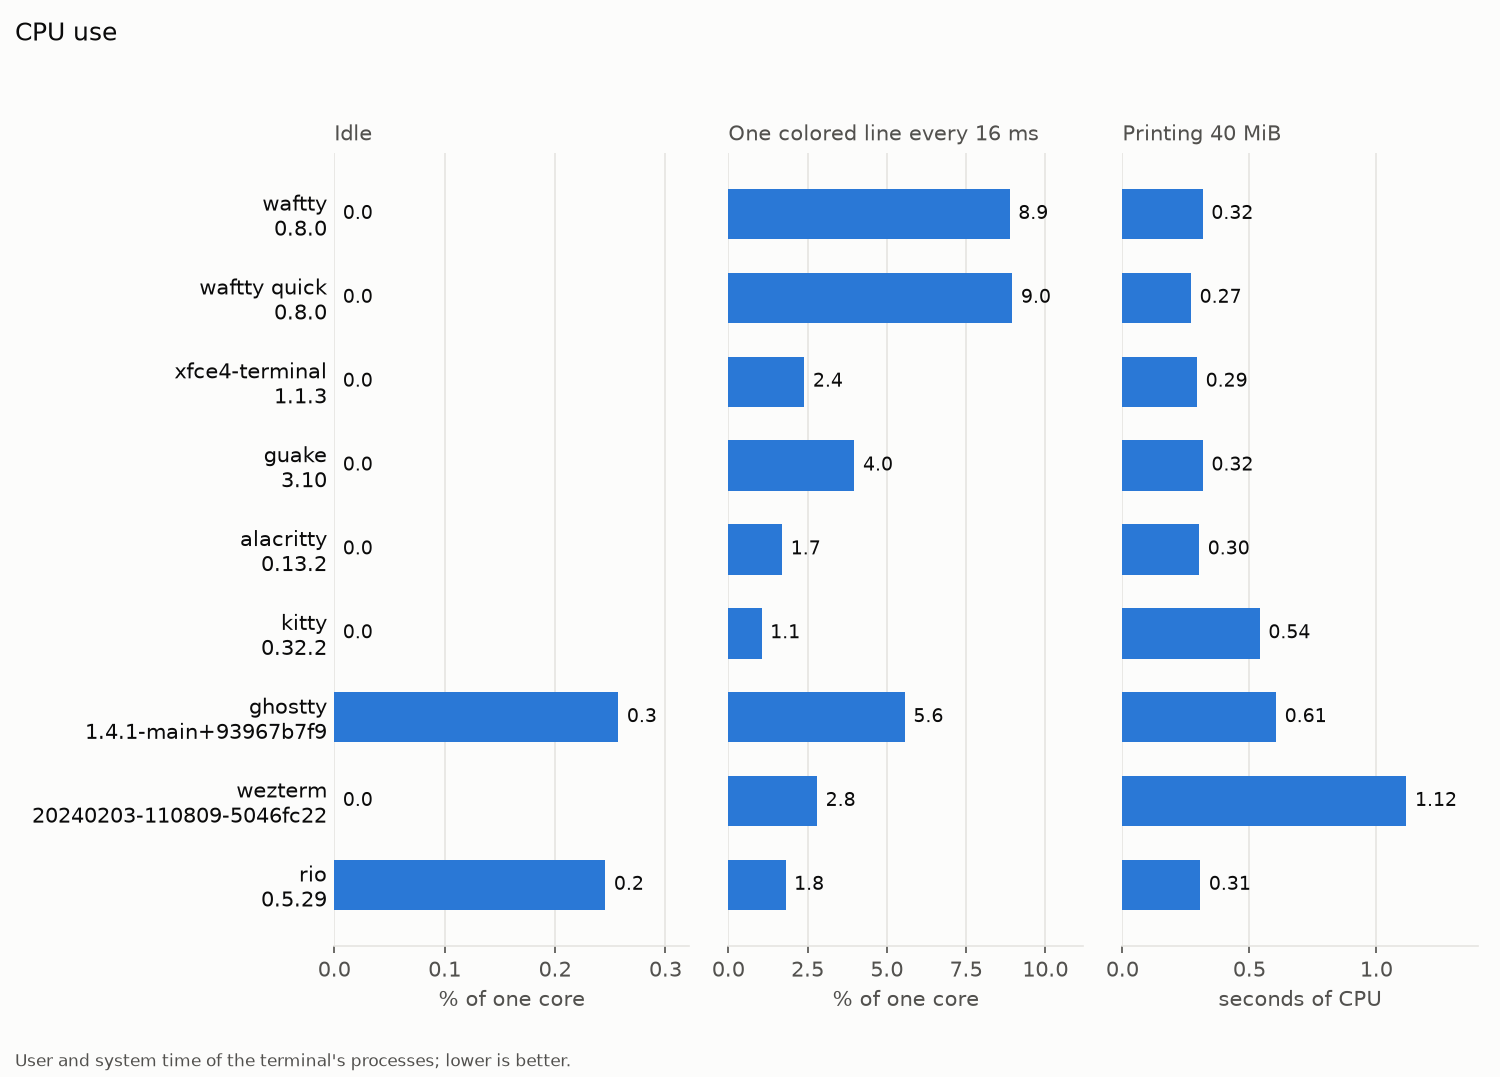 CPU use
Idle
One colored line every 16 ms
Printing 40 MiB
waftty
0.8.0
0.0
8.9
0.32
waftty quick
0.8.0
0.0
9.0
0.27
xfce4-terminal
1.1.3
0.0
2.4
0.29
guake
3.10
0.0
4.0
0.32
alacritty
0.13.2
0.0
1.7
0.30
kitty
0.32.2
0.0
1.1
0.54
ghostty
1.4.1-main+93967b7f9
0.3
5.6
0.61
wezterm
20240203-110809-5046fc22
0.0
2.8
1.12
rio
0.5.29
0.2
1.8
0.31
0.0 0.1 0.2 0.3
% of one core
0.0 2.5 5.0 7.5 10.0
% of one core
0.0 0.5 1.0
seconds of CPU
User and system time of the terminal's processes; lower is better.